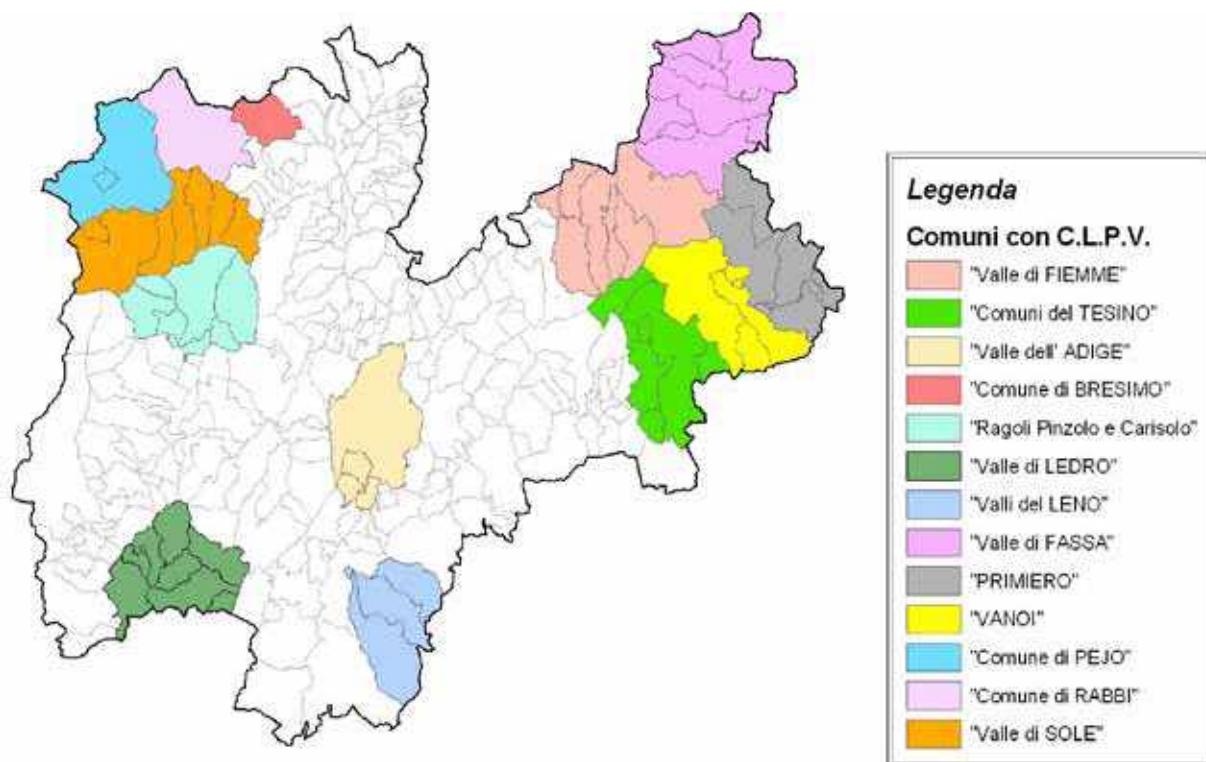 Legenda
Comuni con C.L.P.V.
"Valle di FIEMME"
"Comuni del TESINO"
"Valle dell' ADIGE"
"Comune di BRESIMO"
"Ragoli Pinzolo e Carisolo"
"Valle di LEDRO"
"Valli del LENO"
"Valle di FASSA"
"PRIMIERO"
"VANOI"
"Comune di PEJO"
"Comune di RABBI"
"Valle di SOLE"